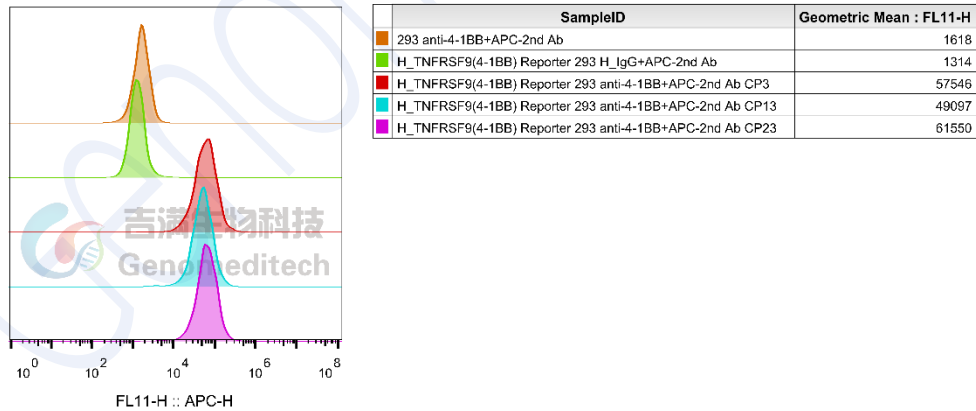 SampleID Geometric Mean : FL11-H
293 anti-4-1BB+APC-2nd Ab 1618
H_TNFRSF9(4-1BB) Reporter 293 H_IgG+APC-2nd Ab 1314
H_TNFRSF9(4-1BB) Reporter 293 anti-4-1BB+APC-2nd Ab CP3 57546
H_TNFRSF9(4-1BB) Reporter 293 anti-4-1BB+APC-2nd Ab CP13 49097
H_TNFRSF9(4-1BB) Reporter 293 anti-4-1BB+APC-2nd Ab CP23 61550
吉满生物科技
Genomeditech
10^0 10^2 10^4 10^6 10^8
FL11-H :: APC-H